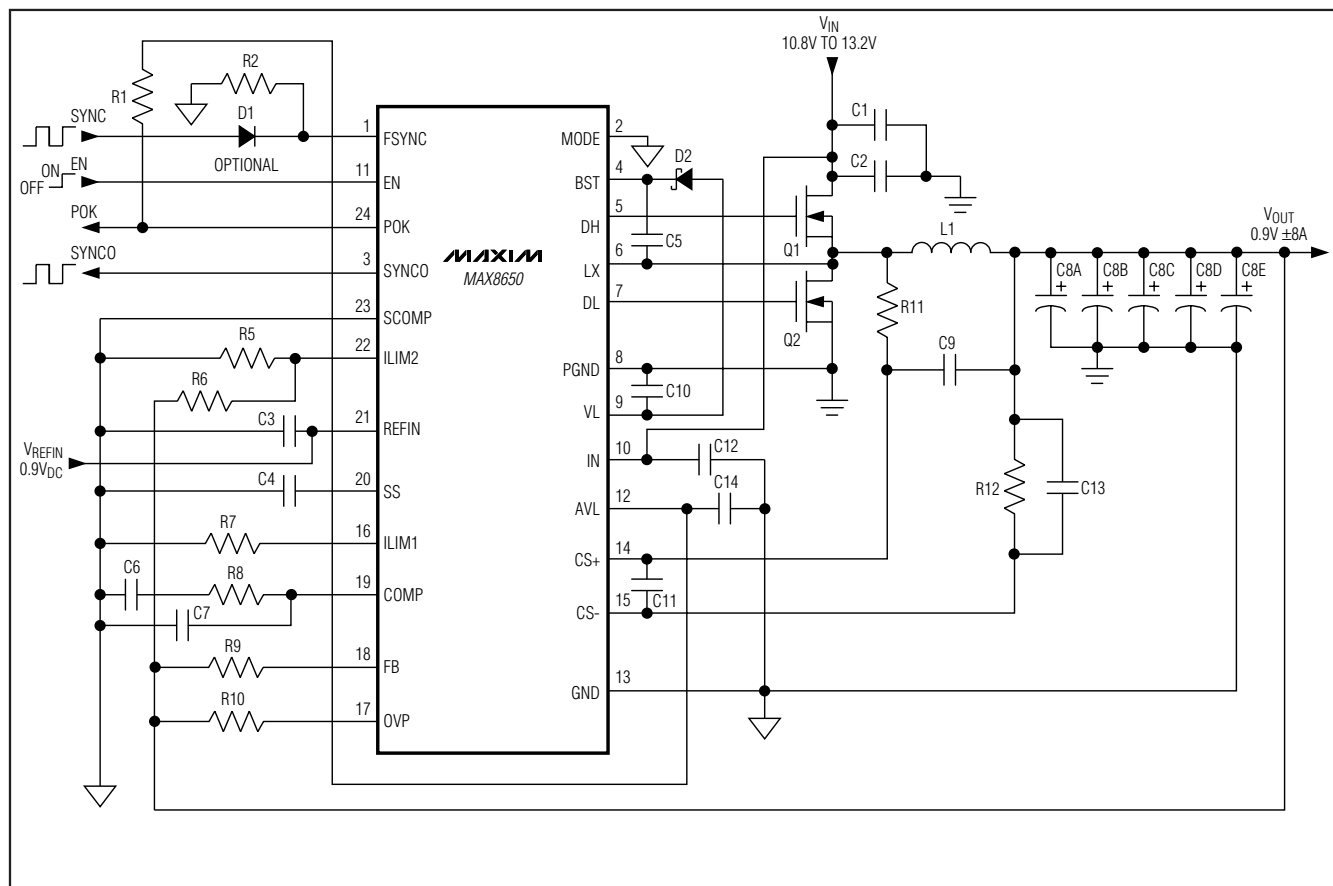 VIN
10.8V TO 13.2V
R1
R2
SYNC
D1
OPTIONAL
1
FSYNC
ON
OFF
EN
11
EN
POK
24
POK
SYNCO
3
SYNCO
23
SCOMP
R5
22
ILIM2
R6
C3
21
REFIN
VREFIN
0.9VDC
C4
20
SS
R7
16
ILIM1
C6
R8
19
COMP
C7
R9
18
FB
R10
17
OVP
MAXIM
MAX8650
2
MODE
4
BST
D2
5
DH
C5
6
LX
7
DL
8
PGND
C10
9
VL
10
IN
C12
12
AVL
C14
14
CS+
C11
15
CS-
13
GND
C1
C2
Q1
Q2
L1
R11
C9
R12
C13
VOUT
0.9V ±8A
C8A
+
C8B
+
C8C
+
C8D
+
C8E
+